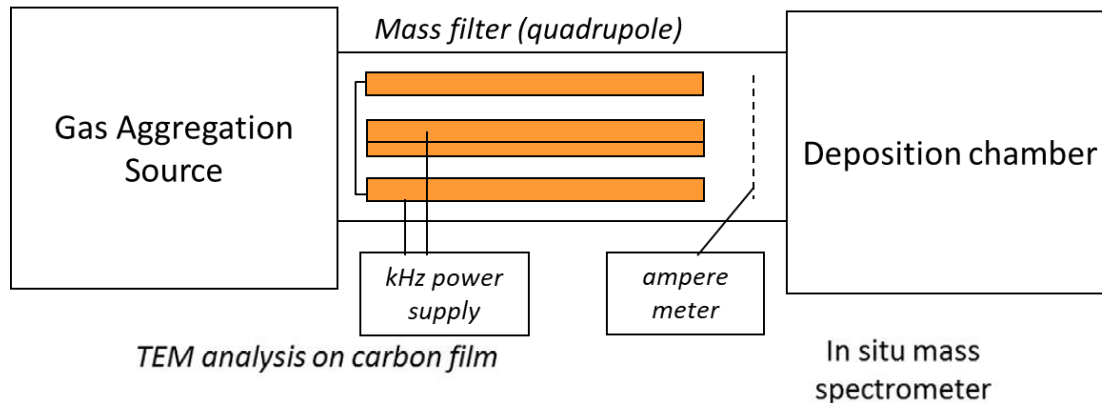 Mass filter (quadrupole)
Gas Aggregation
Source
Deposition chamber
kHz power
supply
ampere
meter
TEM analysis on carbon film
In situ mass
spectrometer